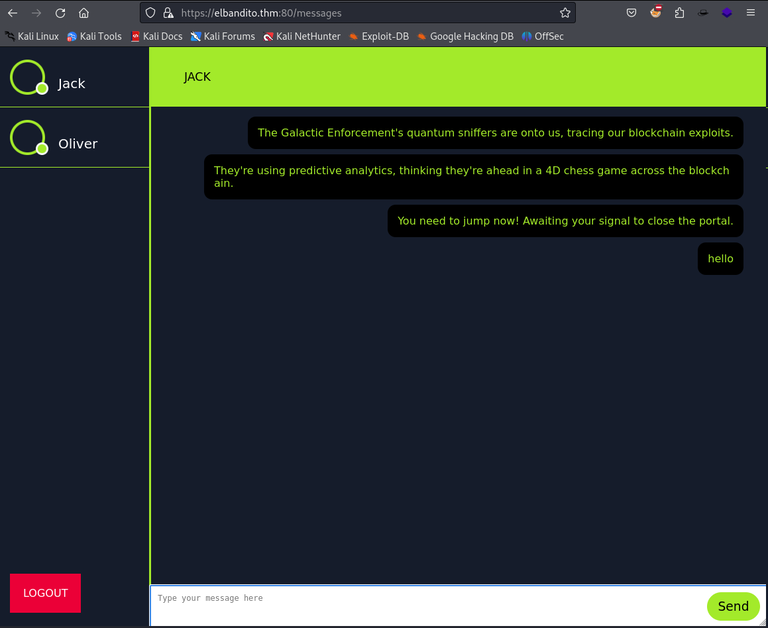 https://elbandito.thm:80/messages
Kali Linux Kali Tools Kali Docs Kali Forums Kali NetHunter Exploit-DB Google Hacking DB OffSec
Jack
Oliver
JACK
The Galactic Enforcement's quantum sniffers are onto us, tracing our blockchain exploits.
They're using predictive analytics, thinking they're ahead in a 4D chess game across the blockch
ain.
You need to jump now! Awaiting your signal to close the portal.
hello
LOGOUT
Type your message here
Send